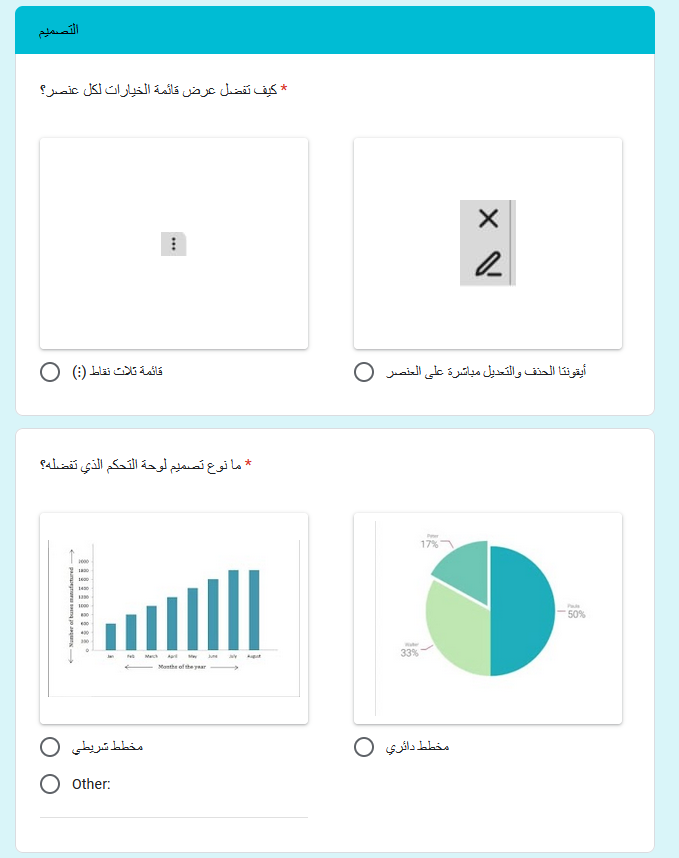 التصميم
كيف تفضل عرض قائمة الخيارات لكل عنصر؟ *
قائمة ثلاث نقاط (⋮)
أيقونتا الحذف والتعديل مباشرة على العنصر
ما نوع تصميم لوحة التحكم الذي تفضله؟ *
Number of buses manufactured
2000
1800
1600
1400
1200
1000
800
600
400
200
0
Jan Feb March April May June July August
Months of the year
Peter
17%
Paula
50%
Walter
33%
مخطط شريطي
مخطط دائري
Other: